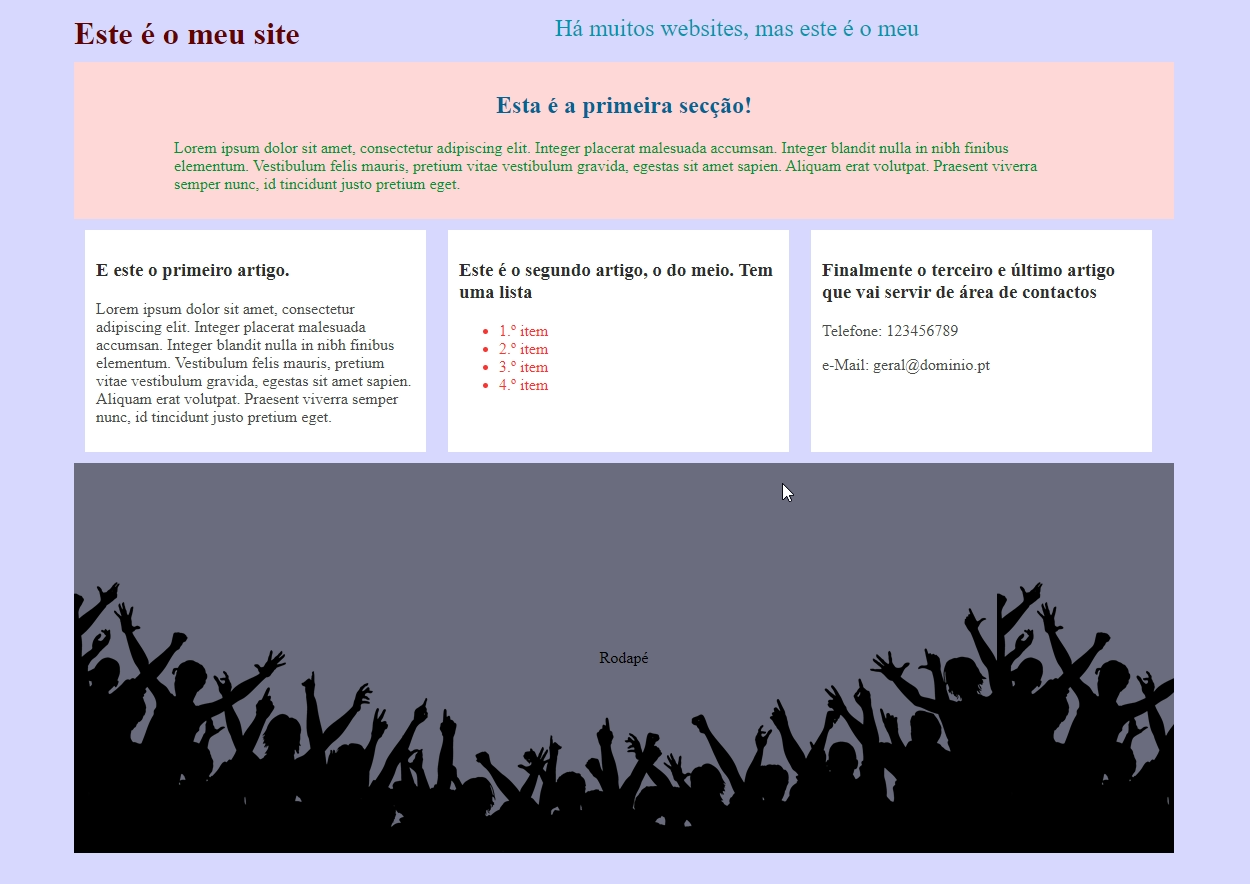 Este é o meu site
Há muitos websites, mas este é o meu
Esta é a primeira secção!
Lorem ipsum dolor sit amet, consectetur adipiscing elit. Integer placerat malesuada accumsan. Integer blandit nulla in nibh finibus
elementum. Vestibulum felis mauris, pretium vitae vestibulum gravida, egestas sit amet sapien. Aliquam erat volutpat. Praesent viverra
semper nunc, id tincidunt justo pretium eget.
E este o primeiro artigo.
Lorem ipsum dolor sit amet, consectetur
adipiscing elit. Integer placerat malesuada
accumsan. Integer blandit nulla in nibh finibus
elementum. Vestibulum felis mauris, pretium
vitae vestibulum gravida, egestas sit amet sapien.
Aliquam erat volutpat. Praesent viverra semper
nunc, id tincidunt justo pretium eget.
Este é o segundo artigo, o do meio. Tem
uma lista
• 1.º item
• 2.º item
• 3.º item
• 4.º item
Finalmente o terceiro e último artigo
que vai servir de área de contactos
Telefone: 123456789
e-Mail: geral@dominio.pt
Rodapé